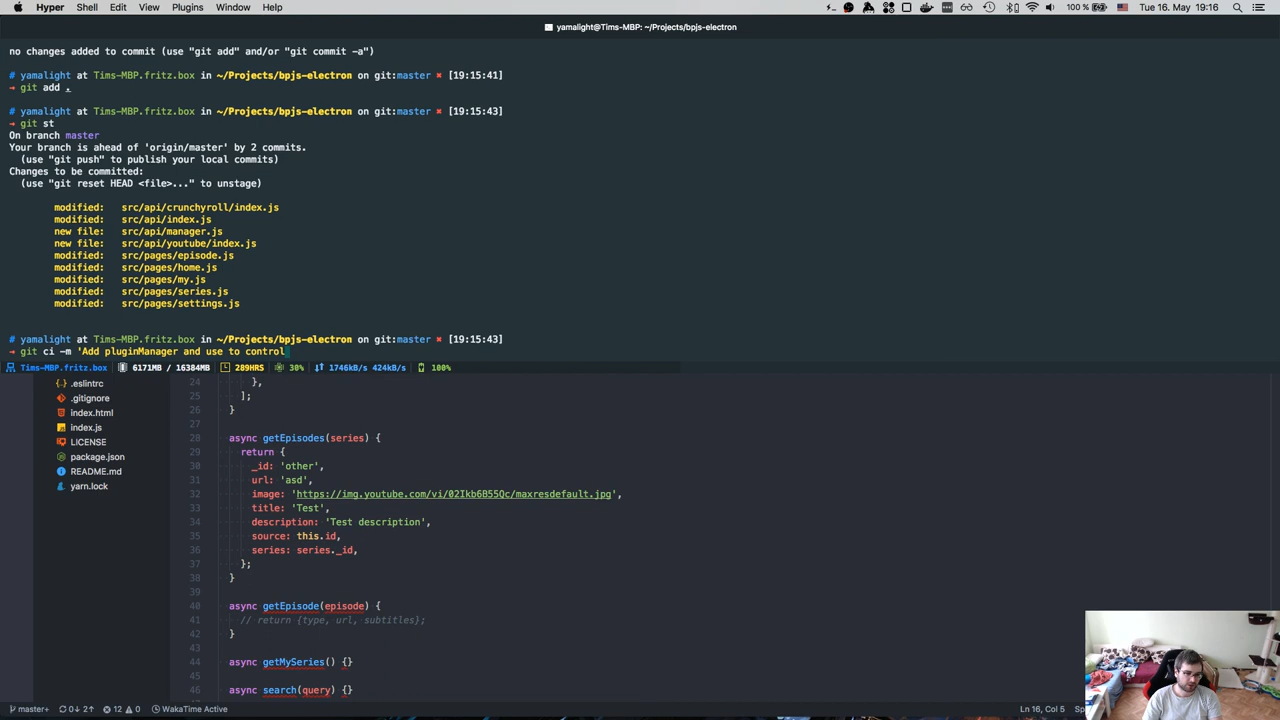 Hyper Shell Edit View Plugins Window Help 100 % Tue 16. May 19:16
yamalight@Tims-MBP: ~/Projects/bpjs-electron
no changes added to commit (use "git add" and/or "git commit -a")
# yamalight at Tims-MBP.fritz.box in ~/Projects/bpjs-electron on git:master ✖ [19:15:41]
→ git add .
# yamalight at Tims-MBP.fritz.box in ~/Projects/bpjs-electron on git:master ✖ [19:15:43]
→ git st
On branch master
Your branch is ahead of 'origin/master' by 2 commits.
(use "git push" to publish your local commits)
Changes to be committed:
(use "git reset HEAD <file>..." to unstage)
modified: src/api/crunchyroll/index.js
modified: src/api/index.js
new file: src/api/manager.js
new file: src/api/youtube/index.js
modified: src/pages/episode.js
modified: src/pages/home.js
modified: src/pages/my.js
modified: src/pages/series.js
modified: src/pages/settings.js
# yamalight at Tims-MBP.fritz.box in ~/Projects/bpjs-electron on git:master ✖ [19:15:43]
→ git ci -m 'Add pluginManager and use to control
Tims-MBP.fritz.box 6171MB / 16384MB 289HRS 30% 1746kB/s 424kB/s 100%
.eslintrc
.gitignore
index.html
index.js
LICENSE
package.json
README.md
yarn.lock
24 },
25 ];
26 }
27
28 async getEpisodes(series) {
29 return {
30 _id: 'other',
31 url: 'asd',
32 image: 'https://img.youtube.com/vi/02Ikb6B55Qc/maxresdefault.jpg',
33 title: 'Test',
34 description: 'Test description',
35 source: this.id,
36 series: series._id,
37 };
38 }
39
40 async getEpisode(episode) {
41 // return {type, url, subtitles};
42 }
43
44 async getMySeries() {}
45
46 async search(query) {}
master+ 0↓ 2↑ 12 0 WakaTime Active Ln 16, Col 5